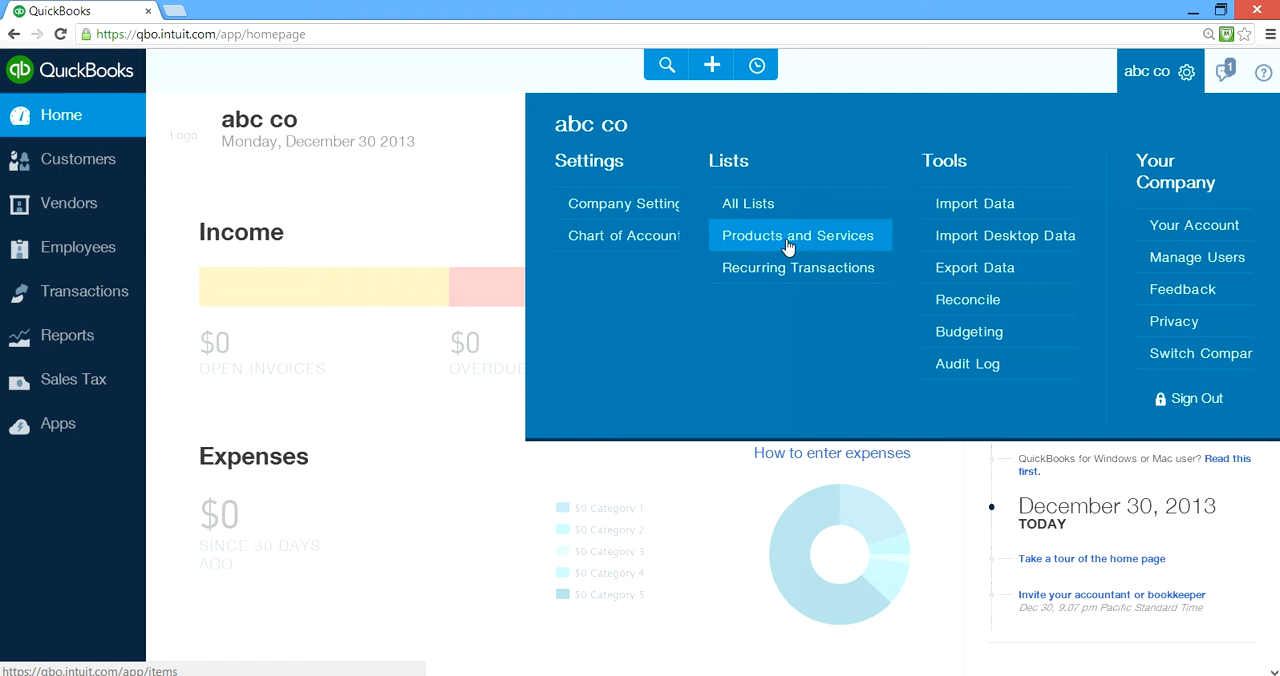 QuickBooks
https://qbo.intuit.com/app/homepage
QuickBooks
abc co
1
Home
Customers
Vendors
Employees
Transactions
Reports
Sales Tax
Apps
Logo
abc co
Monday, December 30 2013
Income
$0
OPEN INVOICES
$0
OVERDUE
Expenses
$0
SINCE 30 DAYS
AGO
abc co
Settings
Company Setting
Chart of Account
Lists
All Lists
Products and Services
Recurring Transactions
Tools
Import Data
Import Desktop Data
Export Data
Reconcile
Budgeting
Audit Log
Your
Company
Your Account
Manage Users
Feedback
Privacy
Switch Compar
Sign Out
How to enter expenses
$0 Category 1
$0 Category 2
$0 Category 3
$0 Category 4
$0 Category 5
QuickBooks for Windows or Mac user? Read this
first.
December 30, 2013
TODAY
Take a tour of the home page
Invite your accountant or bookkeeper
Dec 30, 9.07 pm Pacific Standard Time
https://qbo.intuit.com/app/items